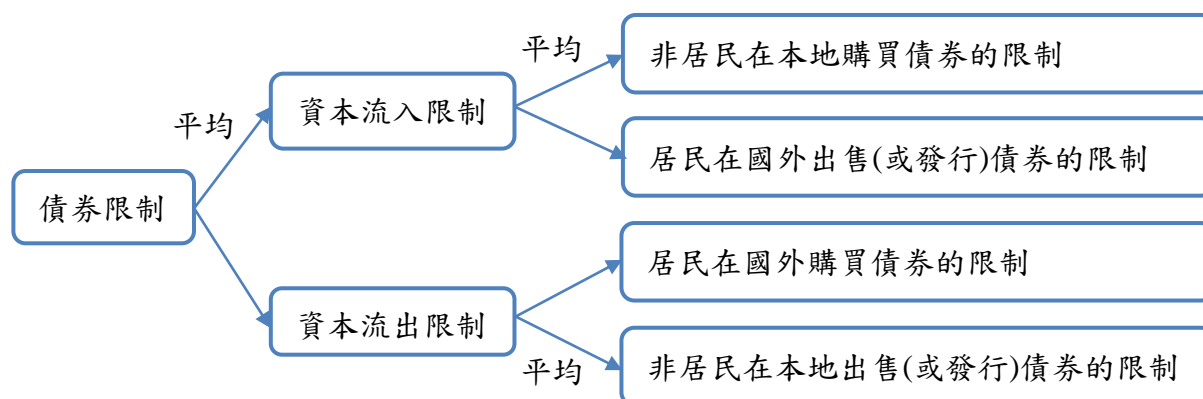 平均
非居民在本地購買債券的限制
資本流入限制
平均
居民在國外出售(或發行)債券的限制
債券限制
居民在國外購買債券的限制
資本流出限制
平均
非居民在本地出售(或發行)債券的限制